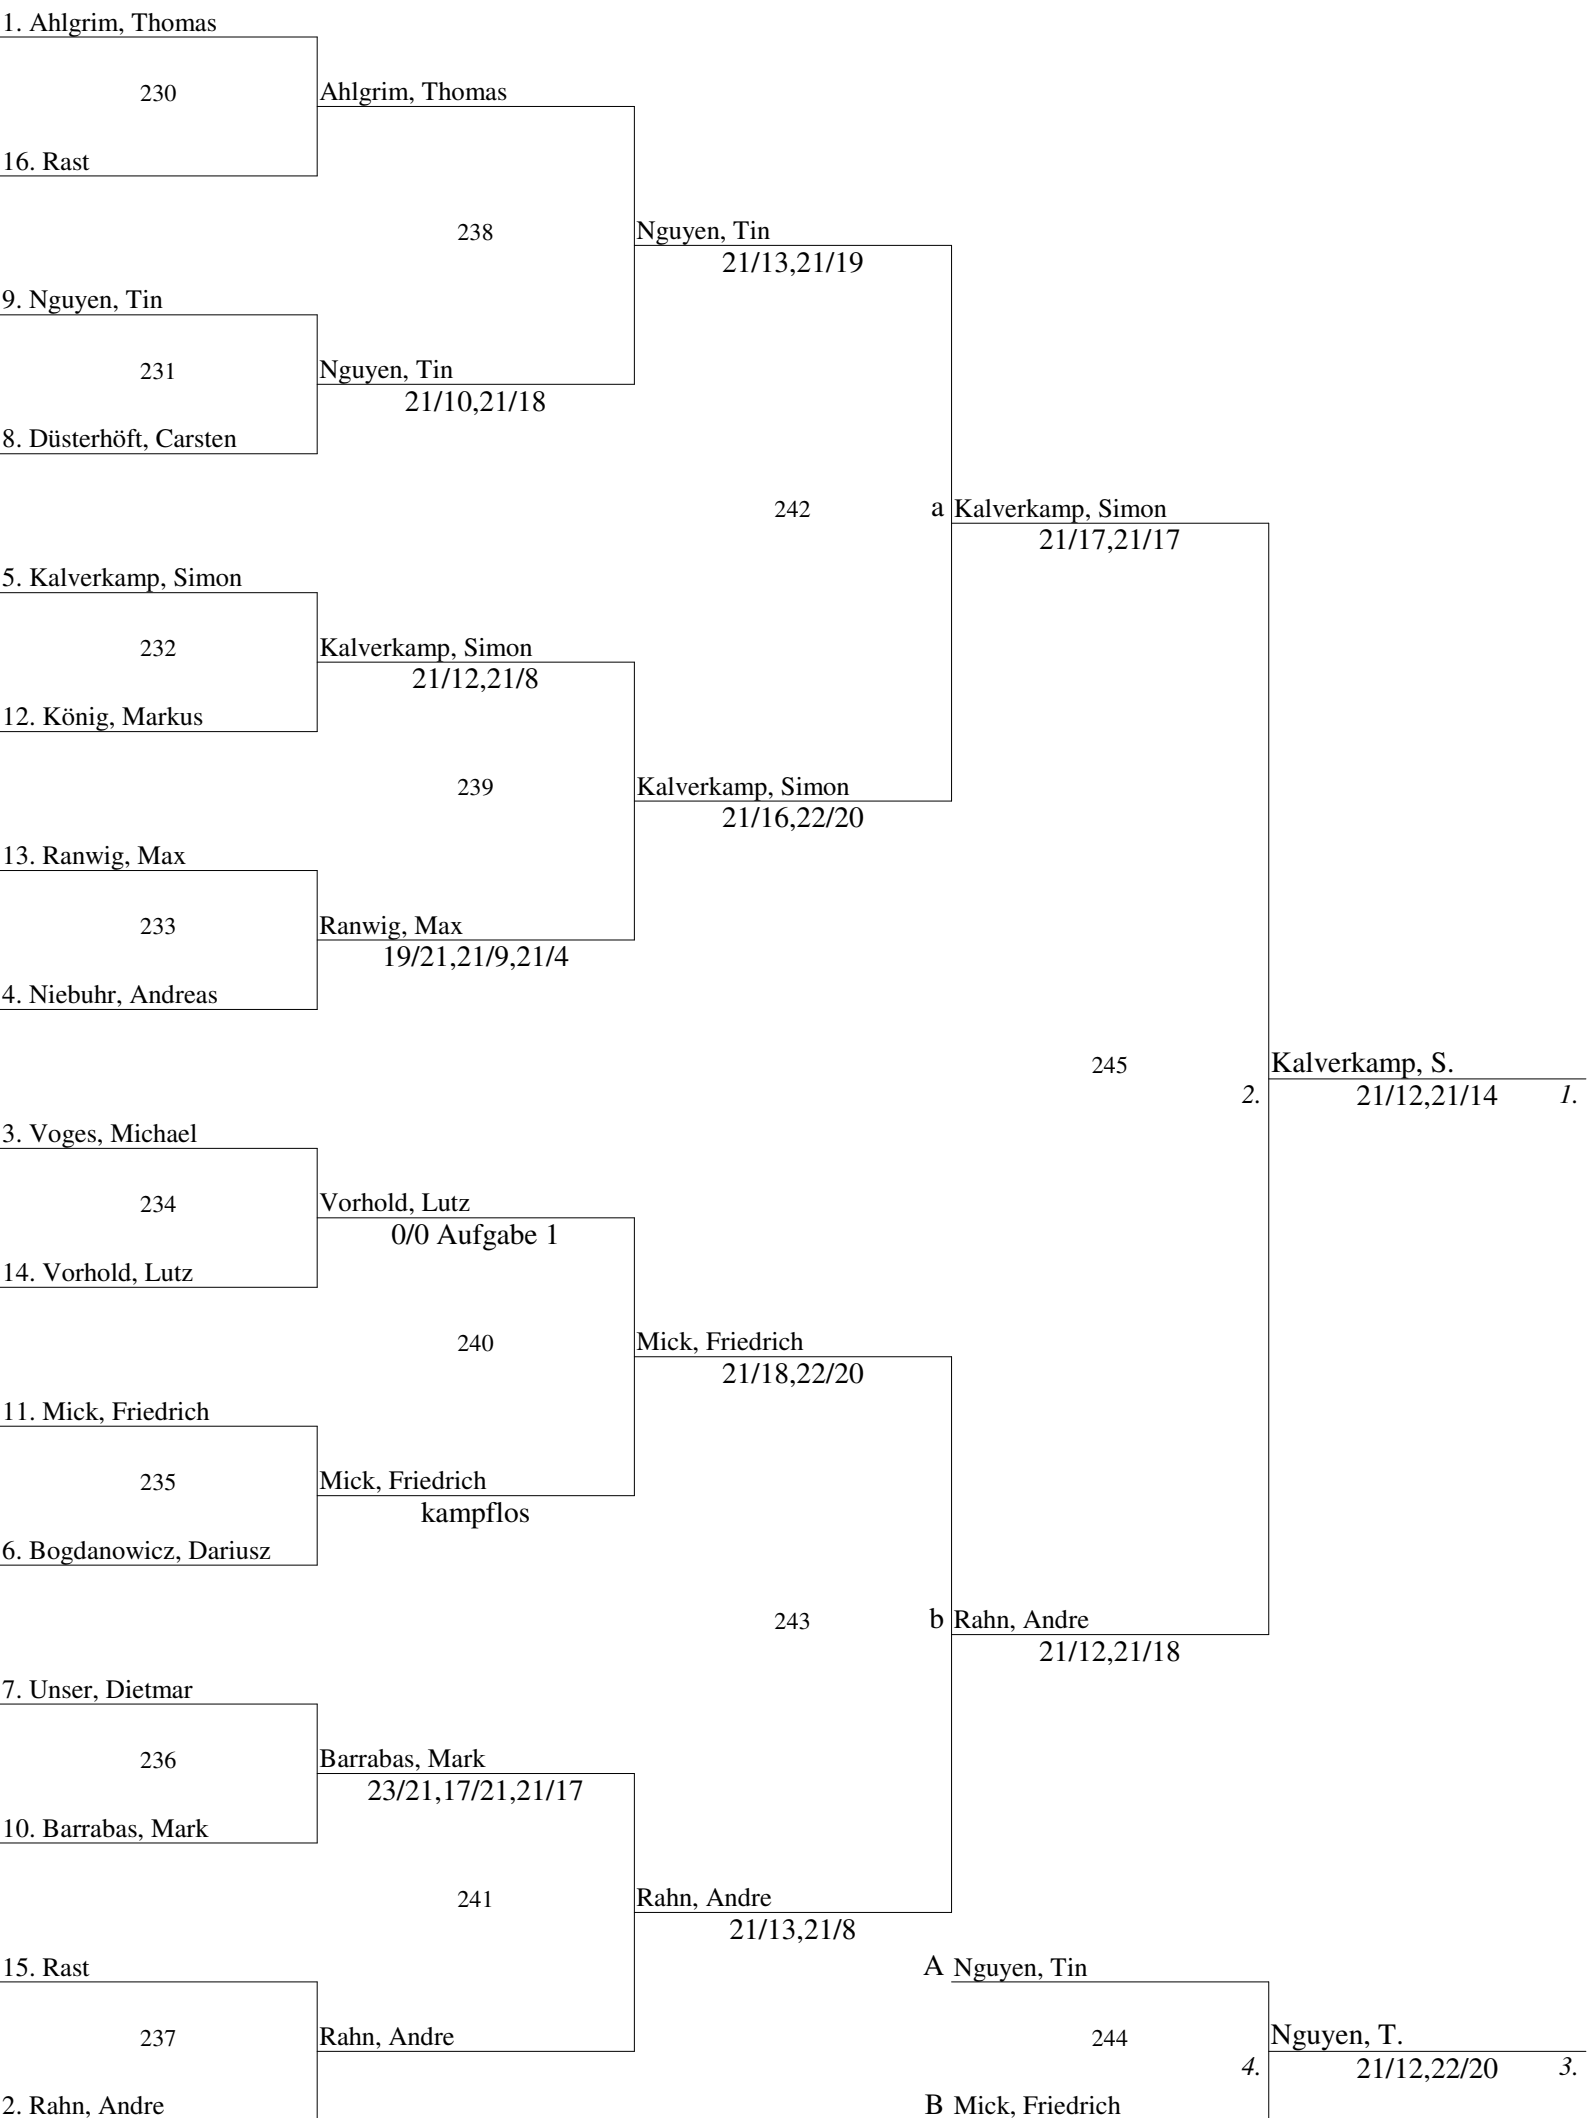 1. Ahlgrim, Thomas
230
Ahlgrim, Thomas
16. Rast
238
Nguyen, Tin
21/13,21/19
9. Nguyen, Tin
231
Nguyen, Tin
21/10,21/18
8. Düsterhöft, Carsten
242
a Kalverkamp, Simon
21/17,21/17
5. Kalverkamp, Simon
232
Kalverkamp, Simon
21/12,21/8
12. König, Markus
239
Kalverkamp, Simon
21/16,22/20
13. Ranwig, Max
233
Ranwig, Max
19/21,21/9,21/4
4. Niebuhr, Andreas
245
Kalverkamp, S.
2.
21/12,21/14
1.
3. Voges, Michael
234
Vorhold, Lutz
0/0 Aufgabe 1
14. Vorhold, Lutz
240
Mick, Friedrich
21/18,22/20
11. Mick, Friedrich
235
Mick, Friedrich
kampflos
6. Bogdanowicz, Dariusz
243
b Rahn, Andre
21/12,21/18
7. Unser, Dietmar
236
Barrabas, Mark
23/21,17/21,21/17
10. Barrabas, Mark
241
Rahn, Andre
21/13,21/8
15. Rast
A Nguyen, Tin
237
Rahn, Andre
244
Nguyen, T.
4.
21/12,22/20
3.
2. Rahn, Andre
B Mick, Friedrich